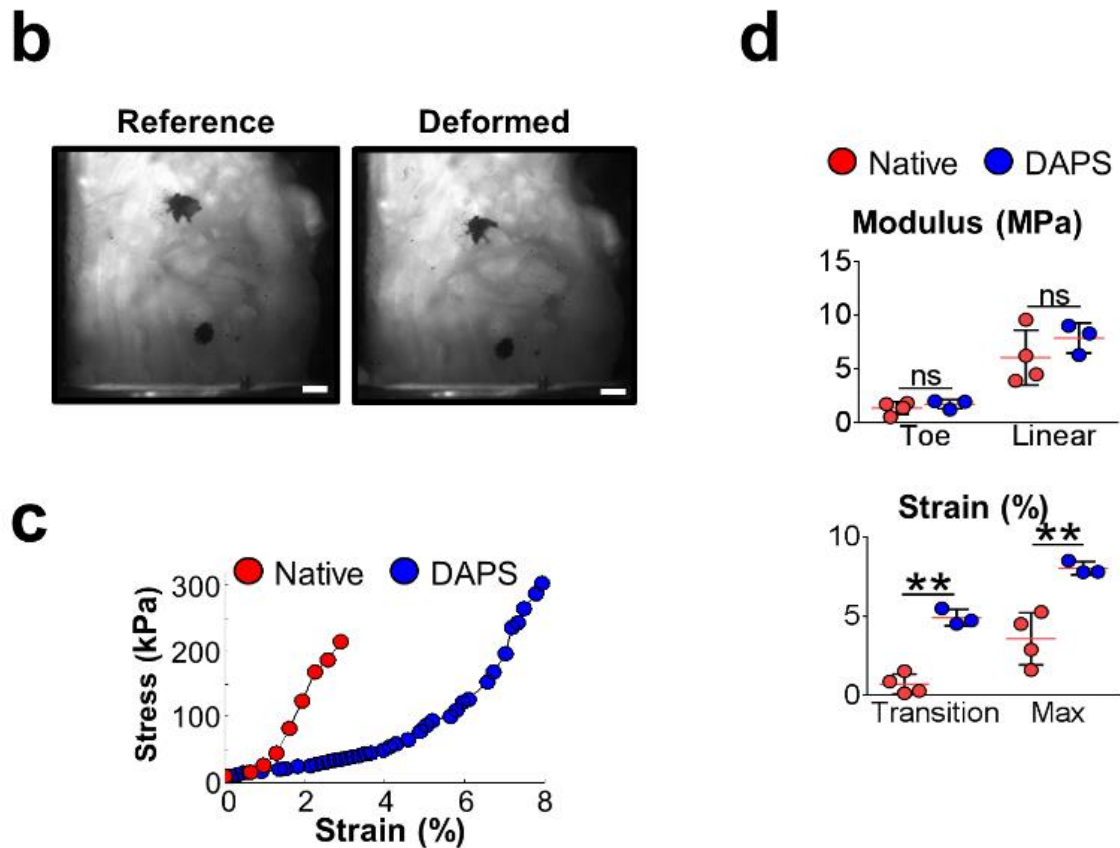 b
Reference Deformed
c
Native DAPS
Stress (kPa)
300
200
100
0
0 2 4 6 8
Strain (%)
d
Native DAPS
Modulus (MPa)
15
10
5
0
ns
ns
Toe Linear
Strain (%)
10
5
0
**
**
Transition Max